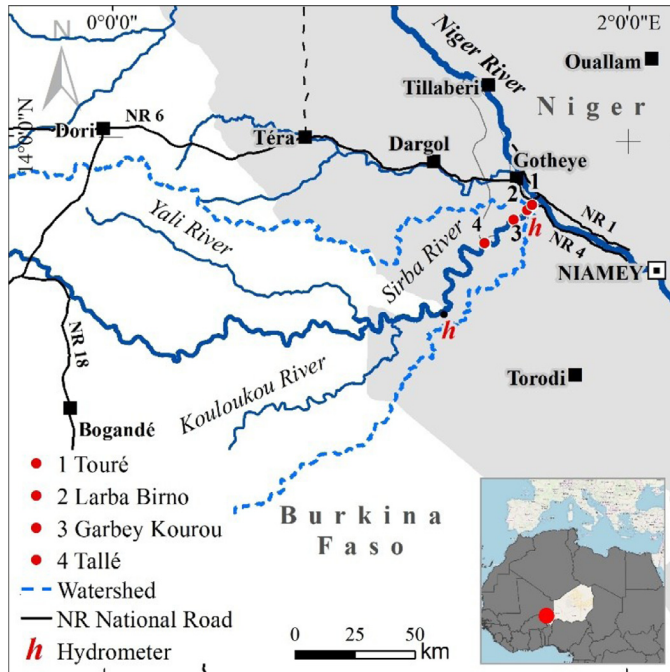 0°0'0"
2°0'0"E
N
14°0'0"N
Niger River
Ouallam
Tillaberi
Niger
NR 6
Dori
Téra
Dargol
Gotheye
1
2
3
4
h
NR 1
NR 4
Yali River
Sirba River
NIAMEY
h
NR 18
Kouloukou River
Torodi
Bogandé
Burkina
Faso
1 Touré
2 Larba Birno
3 Garbey Kourou
4 Tallé
Watershed
NR National Road
h Hydrometer
0 25 50
km